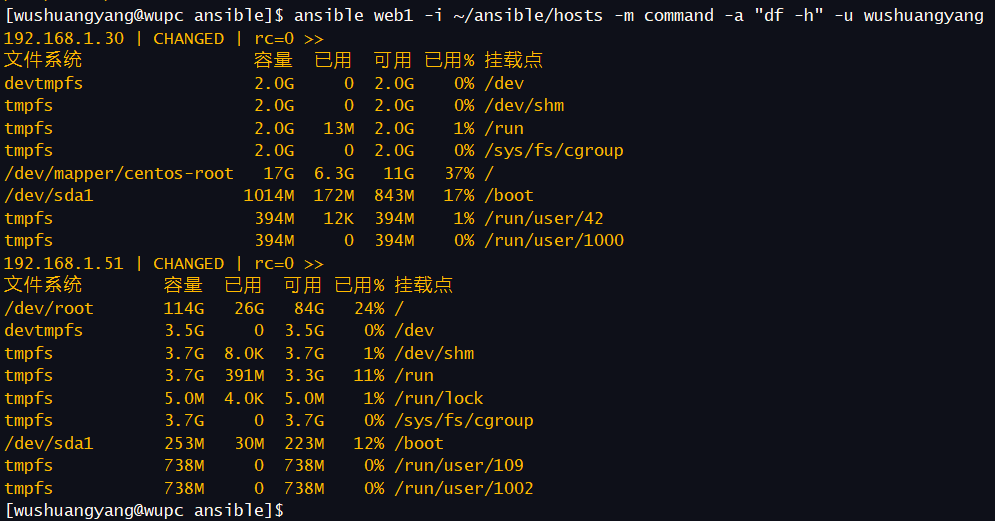 [wushuangyang@wupc ansible]$ ansible web1 -i ~/ansible/hosts -m command -a "df -h" -u wushuangyang
192.168.1.30 | CHANGED | rc=0 >>
文件系统                 容量  已用  可用 已用% 挂载点
devtmpfs                 2.0G     0  2.0G    0% /dev
tmpfs                    2.0G     0  2.0G    0% /dev/shm
tmpfs                    2.0G   13M  2.0G    1% /run
tmpfs                    2.0G     0  2.0G    0% /sys/fs/cgroup
/dev/mapper/centos-root   17G  6.3G   11G   37% /
/dev/sda1               1014M  172M  843M   17% /boot
tmpfs                    394M   12K  394M    1% /run/user/42
tmpfs                    394M     0  394M    0% /run/user/1000
192.168.1.51 | CHANGED | rc=0 >>
文件系统        容量  已用  可用 已用% 挂载点
/dev/root       114G   26G   84G   24% /
devtmpfs        3.5G     0  3.5G    0% /dev
tmpfs           3.7G  8.0K  3.7G    1% /dev/shm
tmpfs           3.7G  391M  3.3G   11% /run
tmpfs           5.0M  4.0K  5.0M    1% /run/lock
tmpfs           3.7G     0  3.7G    0% /sys/fs/cgroup
/dev/sda1       253M   30M  223M   12% /boot
tmpfs           738M     0  738M    0% /run/user/109
tmpfs           738M     0  738M    0% /run/user/1002
[wushuangyang@wupc ansible]$